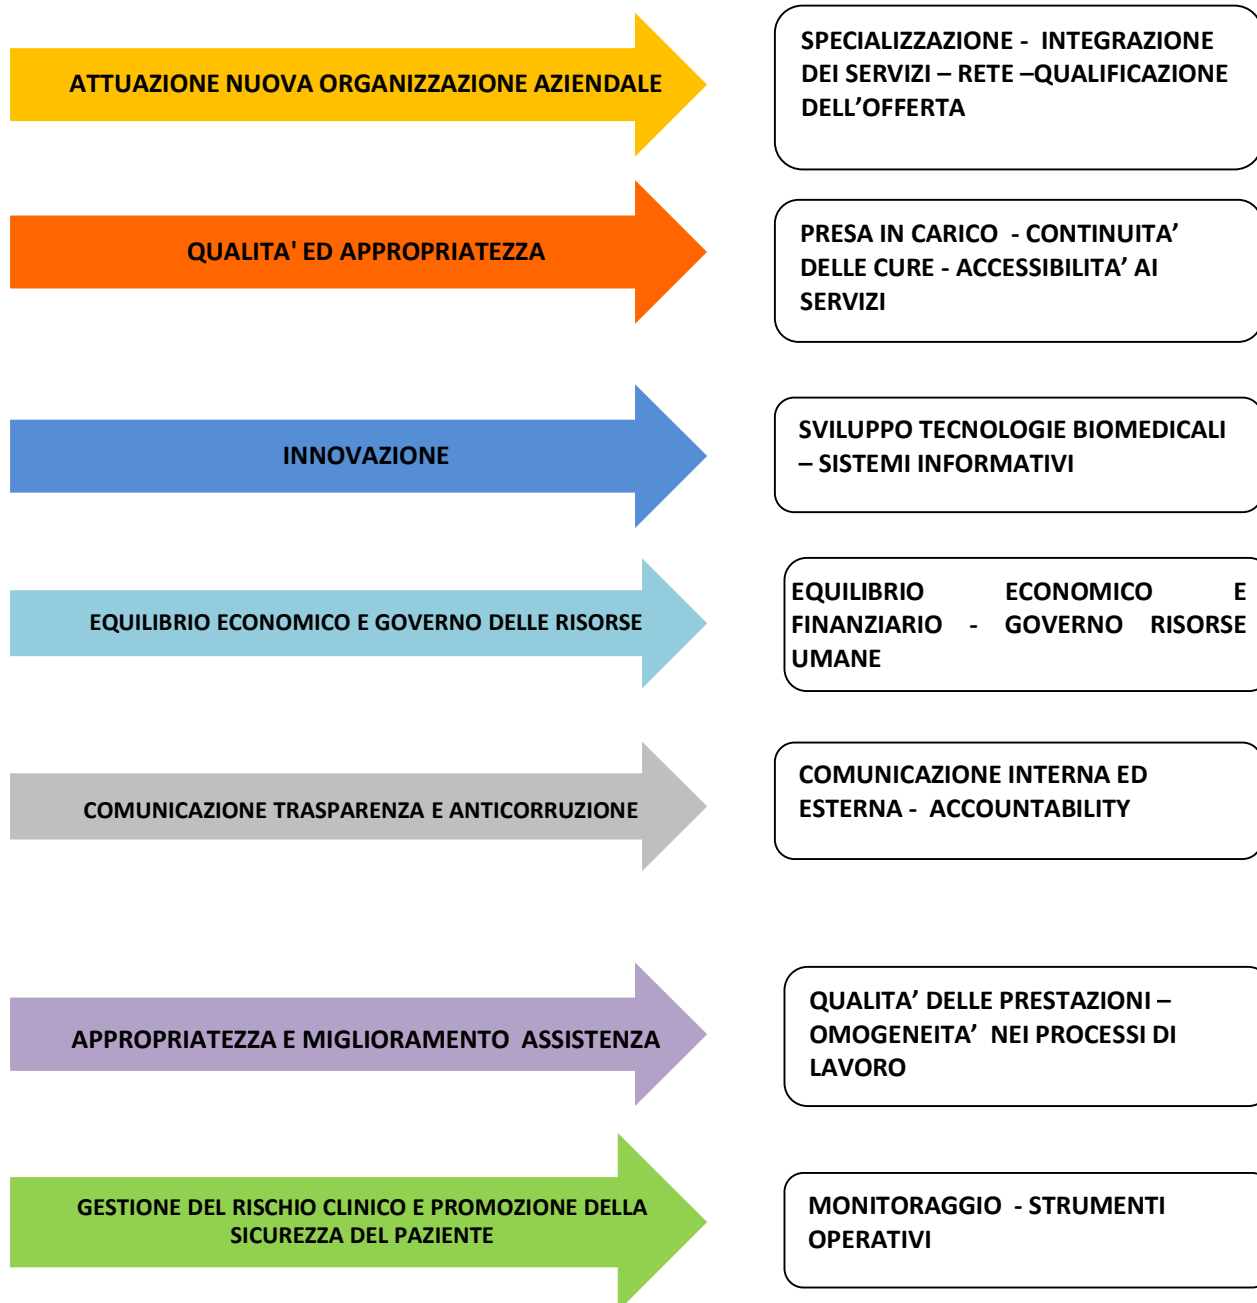 ATTUAZIONE NUOVA ORGANIZZAZIONE AZIENDALE
SPECIALIZZAZIONE - INTEGRAZIONE
DEI SERVIZI – RETE –QUALIFICAZIONE
DELL’OFFERTA
QUALITA' ED APPROPRIATEZZA
PRESA IN CARICO - CONTINUITA’
DELLE CURE - ACCESSIBILITA’ AI
SERVIZI
INNOVAZIONE
SVILUPPO TECNOLOGIE BIOMEDICALI
– SISTEMI INFORMATIVI
EQUILIBRIO ECONOMICO E GOVERNO DELLE RISORSE
EQUILIBRIO ECONOMICO E
FINANZIARIO - GOVERNO RISORSE
UMANE
COMUNICAZIONE TRASPARENZA E ANTICORRUZIONE
COMUNICAZIONE INTERNA ED
ESTERNA - ACCOUNTABILITY
APPROPRIATEZZA E MIGLIORAMENTO ASSISTENZA
QUALITA’ DELLE PRESTAZIONI –
OMOGENEITA’ NEI PROCESSI DI
LAVORO
GESTIONE DEL RISCHIO CLINICO E PROMOZIONE DELLA
SICUREZZA DEL PAZIENTE
MONITORAGGIO - STRUMENTI
OPERATIVI